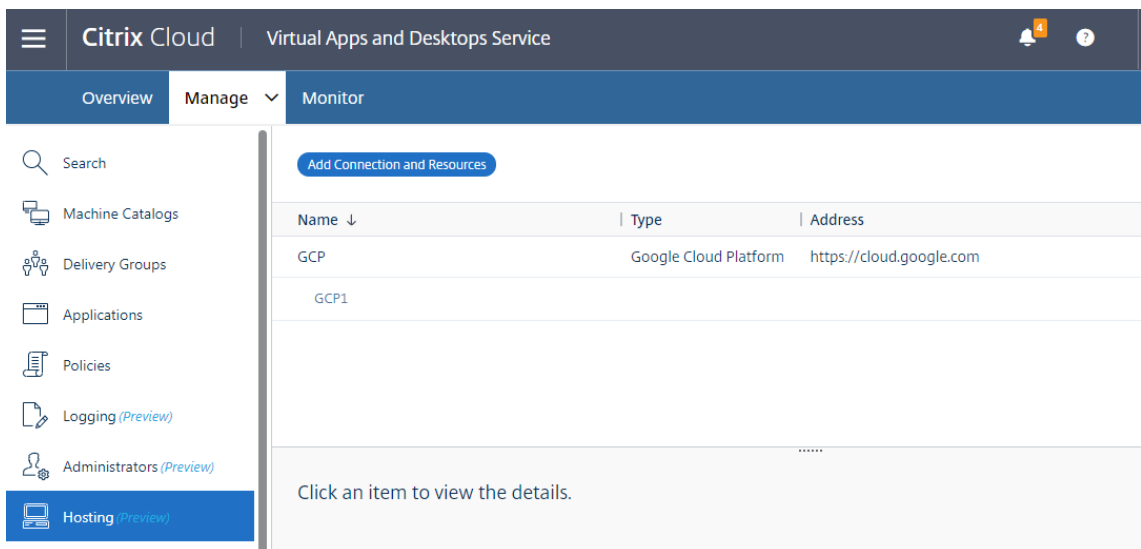 Citrix Cloud | Virtual Apps and Desktops Service 4 ?
Overview Manage Monitor
Search
Machine Catalogs
Delivery Groups
Applications
Policies
Logging (Preview)
Administrators (Preview)
Hosting (Preview)
Add Connection and Resources
Name ↓ Type Address
GCP Google Cloud Platform https://cloud.google.com
GCP1
Click an item to view the details.